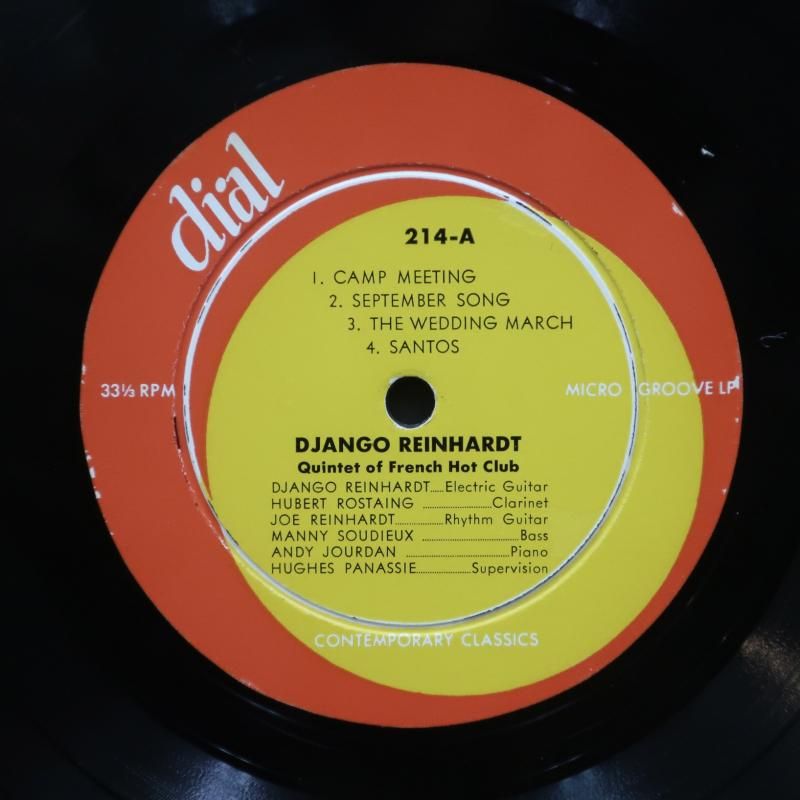 dial
214-A
1. CAMP MEETING
2. SEPTEMBER SONG
3. THE WEDDING MARCH
4. SANTOS
33⅓ RPM
MICRO GROOVE LP
DJANGO REINHARDT
Quintet of French Hot Club
DJANGO REINHARDT.....Electric Guitar
HUBERT ROSTAING ....................Clarinet
JOE REINHARDT..............Rhythm Guitar
MANNY SOUDIEUX ............................Bass
ANDY JOURDAN ..............................Piano
HUGHES PANASSIE................Supervision
CONTEMPORARY CLASSICS